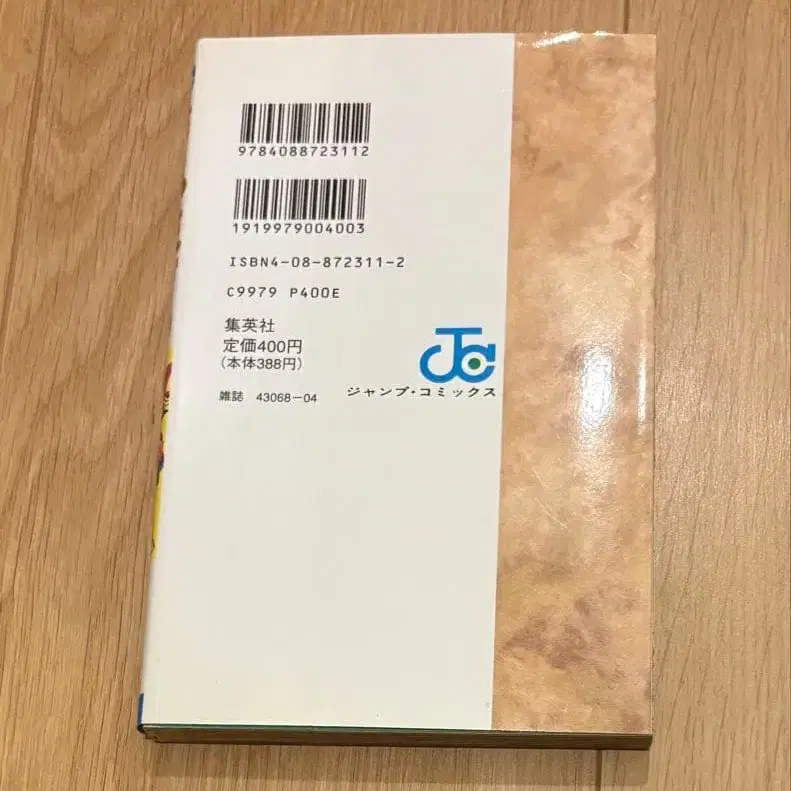 9784088723112
1919979004003
ISBN4-08-872311-2
C9979 P400E
集英社
定価400円
(本体388円)
雑誌 43068-04
JC
ジャンプ・コミックス